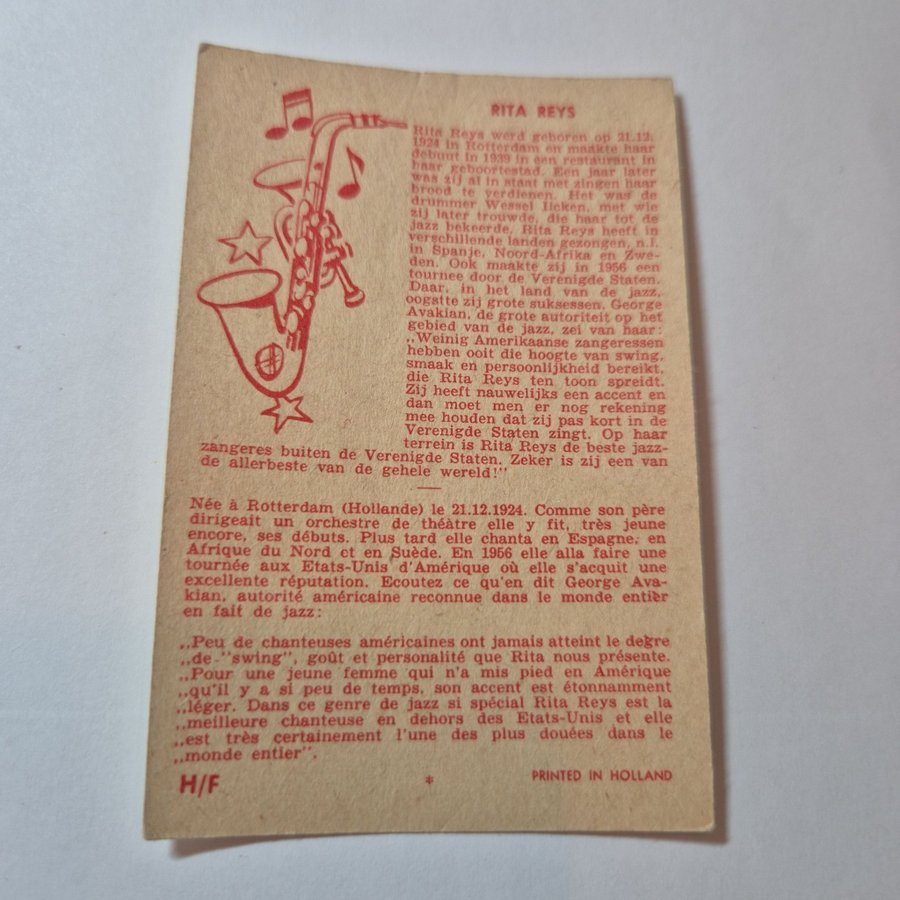 RITA REYS
Rita Reys werd geboren op 21.12.
1924 in Rotterdam en maakte haar
debuut in 1939 in een restaurant in
haar geboortestad. Een jaar later
was zij al in staat met zingen haar
brood te verdienen. Het was de
drummer Wessel Ilcken, met wie
zij later trouwde, die haar tot de
jazz bekeerde, Rita Reys heeft in
verschillende landen gezongen, n.l.
in Spanje, Noord-Afrika en Zwe-
den. Ook maakte zij in 1956 een
tournee door de Verenigde Staten.
Daar, in het land van de jazz,
oogstte zij grote suksessen. George
Avakian, de grote autoriteit op het
gebied van de jazz, zei van haar:
,,Weinig Amerikaanse zangeressen
hebben ooit die hoogte van swing,
smaak en persoonlijkheid bereikt,
die Rita Reys ten toon spreidt.
Zij heeft nauwelijks een accent en
dan moet men er nog rekening
mee houden dat zij pas kort in de
Verenigde Staten zingt. Op haar
terrein is Rita Reys de beste jazz-
zangeres buiten de Verenigde Staten. Zeker is zij een van
de allerbeste van de gehele wereld!"
Née à Rotterdam (Hollande) le 21.12.1924. Comme son père
dirigeait un orchestre de théâtre elle y fit, très jeune
encore, ses débuts. Plus tard elle chanta en Espagne, en
Afrique du Nord et en Suède. En 1956 elle alla faire une
tournée aux Etats-Unis d'Amérique où elle s'acquit une
excellente réputation. Ecoutez ce qu'en dit George Ava-
kian, autorité américaine reconnue dans le monde entier
en fait de jazz:
,,Peu de chanteuses américaines ont jamais atteint le degre
,,de "swing", goût et personalité que Rita nous présente.
,,Pour une jeune femme qui n'a mis pied en Amérique
,,qu'il y a si peu de temps, son accent est étonnamment
,,léger. Dans ce genre de jazz si spécial Rita Reys est la
,,meilleure chanteuse en dehors des Etats-Unis et elle
,,est très certainement l'une des plus douées dans le
,,monde entier".
H/F * PRINTED IN HOLLAND